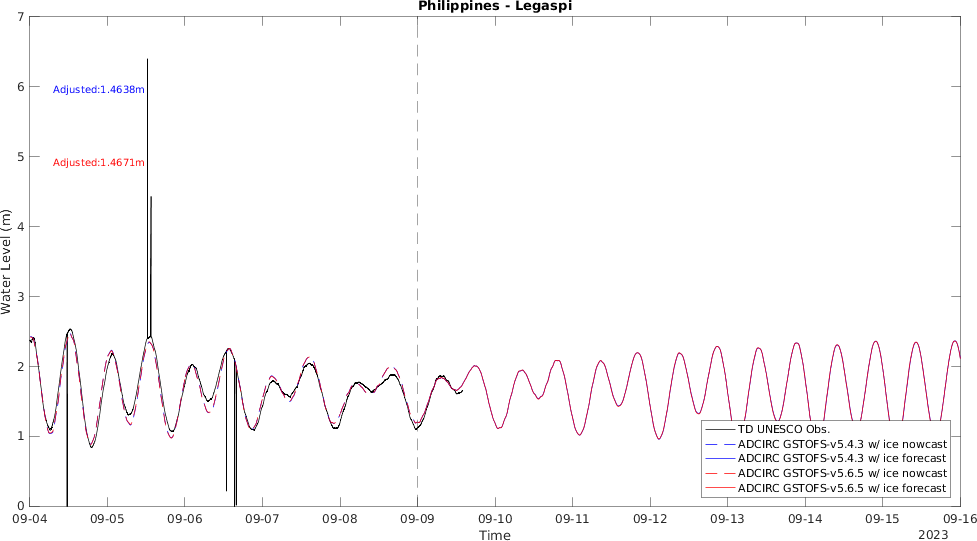 Philippines - Legaspi
7
6
5
4
3
2
1
0
Water Level (m)
Adjusted:1.4638m
Adjusted:1.4671m
TD UNESCO Obs.
ADCIRC GSTOFS-v5.4.3 w/ ice nowcast
ADCIRC GSTOFS-v5.4.3 w/ ice forecast
ADCIRC GSTOFS-v5.6.5 w/ ice nowcast
ADCIRC GSTOFS-v5.6.5 w/ ice forecast
09-04 09-05 09-06 09-07 09-08 09-09 09-10 09-11 09-12 09-13 09-14 09-15 09-16
Time
2023